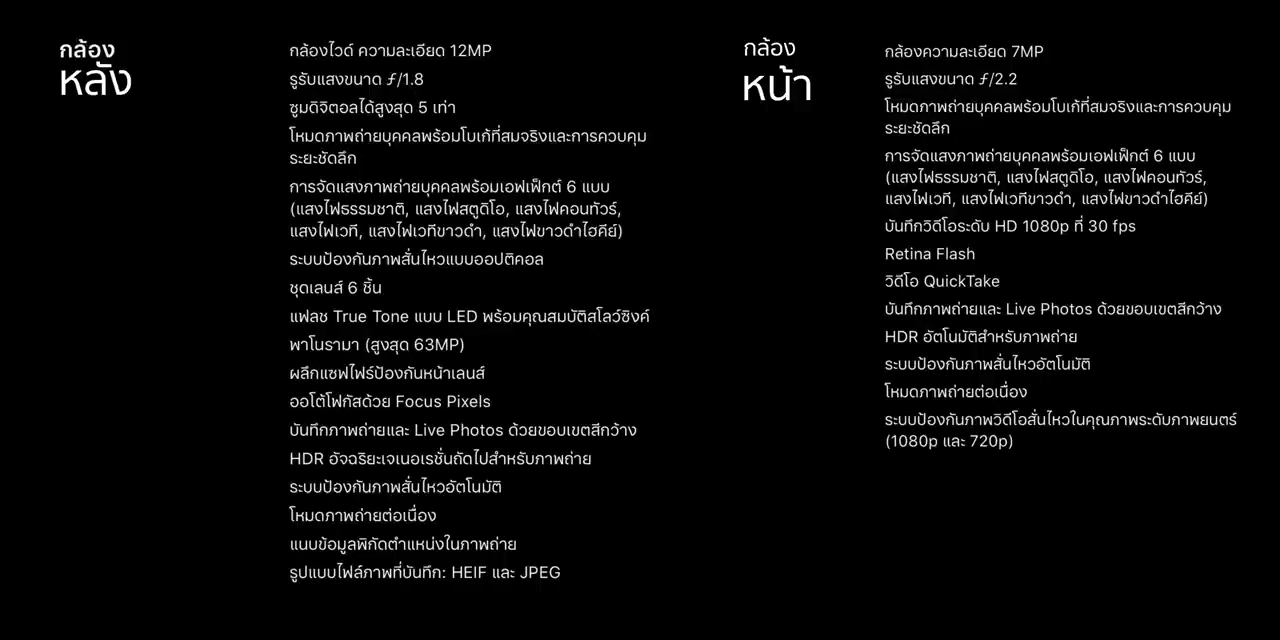 กล้อง
หลัง
กล้องไวด์ ความละเอียด 12MP
รูรับแสงขนาด ƒ/1.8
ซูมดิจิตอลได้สูงสุด 5 เท่า
โหมดภาพถ่ายบุคคลพร้อมโบเก้ที่สมจริงและการควบคุม
ระยะชัดลึก
การจัดแสงภาพถ่ายบุคคลพร้อมเอฟเฟ็กต์ 6 แบบ
(แสงไฟธรรมชาติ, แสงไฟสตูดิโอ, แสงไฟคอนทัวร์,
แสงไฟเวที, แสงไฟเวทีขาวดำ, แสงไฟขาวดำไฮคีย์)
ระบบป้องกันภาพสั่นไหวแบบออปติคอล
ชุดเลนส์ 6 ชิ้น
แฟลช True Tone แบบ LED พร้อมคุณสมบัติสโลว์ซิงค์
พาโนรามา (สูงสุด 63MP)
ผลึกแซฟไฟร์ป้องกันหน้าเลนส์
ออโต้โฟกัสด้วย Focus Pixels
บันทึกภาพถ่ายและ Live Photos ด้วยขอบเขตสีกว้าง
HDR อัจฉริยะเจเนอเรชั่นถัดไปสำหรับภาพถ่าย
ระบบป้องกันภาพสั่นไหวอัตโนมัติ
โหมดภาพถ่ายต่อเนื่อง
แนบข้อมูลพิกัดตำแหน่งในภาพถ่าย
รูปแบบไฟล์ภาพที่บันทึก: HEIF และ JPEG
กล้อง
หน้า
กล้องความละเอียด 7MP
รูรับแสงขนาด ƒ/2.2
โหมดภาพถ่ายบุคคลพร้อมโบเก้ที่สมจริงและการควบคุม
ระยะชัดลึก
การจัดแสงภาพถ่ายบุคคลพร้อมเอฟเฟ็กต์ 6 แบบ
(แสงไฟธรรมชาติ, แสงไฟสตูดิโอ, แสงไฟคอนทัวร์,
แสงไฟเวที, แสงไฟเวทีขาวดำ, แสงไฟขาวดำไฮคีย์)
บันทึกวิดีโอระดับ HD 1080p ที่ 30 fps
Retina Flash
วิดีโอ QuickTake
บันทึกภาพถ่ายและ Live Photos ด้วยขอบเขตสีกว้าง
HDR อัตโนมัติสำหรับภาพถ่าย
ระบบป้องกันภาพสั่นไหวอัตโนมัติ
โหมดภาพถ่ายต่อเนื่อง
ระบบป้องกันภาพวิดีโอสั่นไหวในคุณภาพระดับภาพยนตร์
(1080p และ 720p)